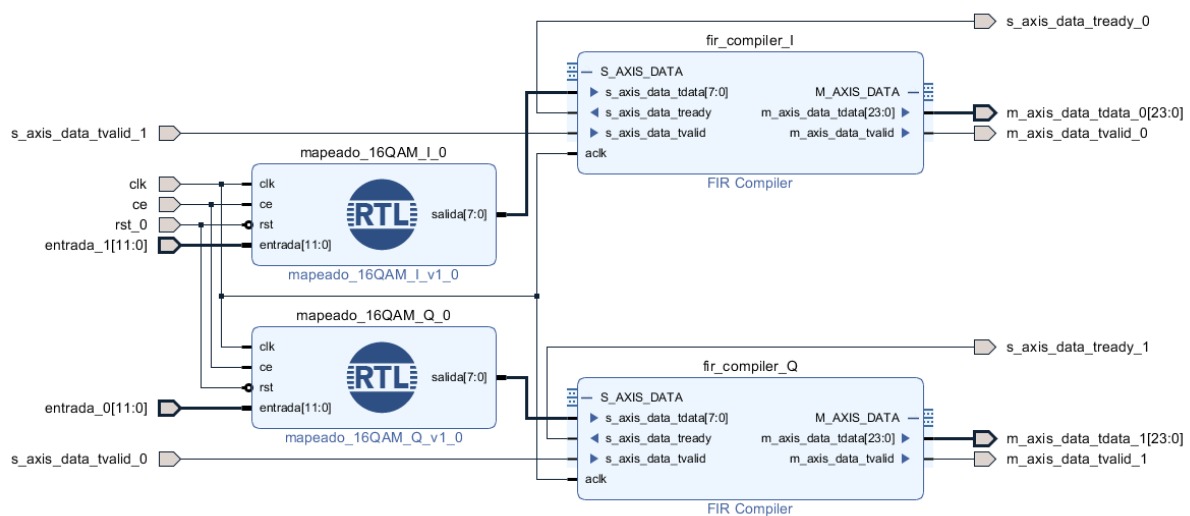 s_axis_data_tready_0
fir_compiler_I
S_AXIS_DATA
s_axis_data_tdata[7:0]
s_axis_data_tready
s_axis_data_tvalid
aclk
M_AXIS_DATA
m_axis_data_tdata[23:0]
m_axis_data_tvalid
FIR Compiler
m_axis_data_tdata_0[23:0]
m_axis_data_tvalid_0
s_axis_data_tvalid_1
clk
ce
rst_0
entrada_1[11:0]
mapeado_16QAM_I_0
clk
ce
rst
entrada[11:0]
RTL
salida[7:0]
mapeado_16QAM_I_v1_0
mapeado_16QAM_Q_0
clk
ce
rst
entrada[11:0]
RTL
salida[7:0]
mapeado_16QAM_Q_v1_0
entrada_0[11:0]
s_axis_data_tvalid_0
s_axis_data_tready_1
fir_compiler_Q
S_AXIS_DATA
s_axis_data_tdata[7:0]
s_axis_data_tready
s_axis_data_tvalid
aclk
M_AXIS_DATA
m_axis_data_tdata[23:0]
m_axis_data_tvalid
FIR Compiler
m_axis_data_tdata_1[23:0]
m_axis_data_tvalid_1